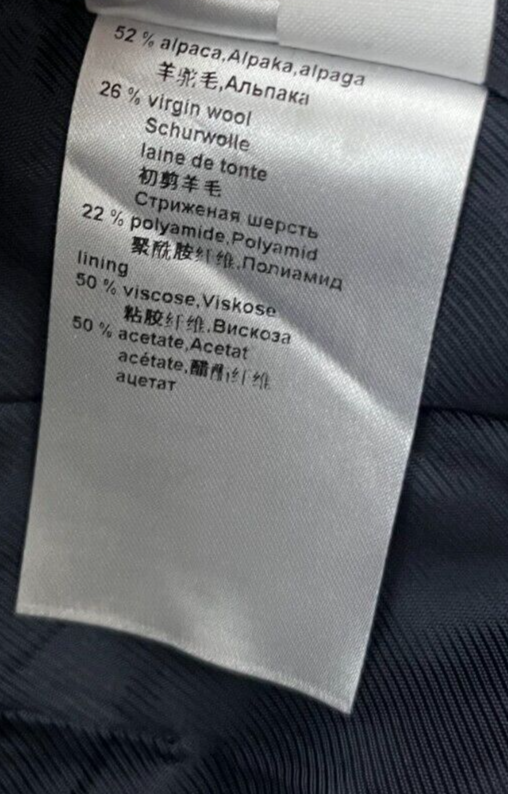 52 % alpaca,Alpaka,alpaga
羊驼毛,Альпака
26 % virgin wool
Schurwolle
laine de tonte
初剪羊毛
Стриженая шерсть
22 % polyamide,Polyamid
聚酰胺纤维,Полиамид
lining
50 % viscose,Viskose
粘胶纤维,Вискоза
50 % acetate,Acetat
acétate,醋酯纤维
ацетат